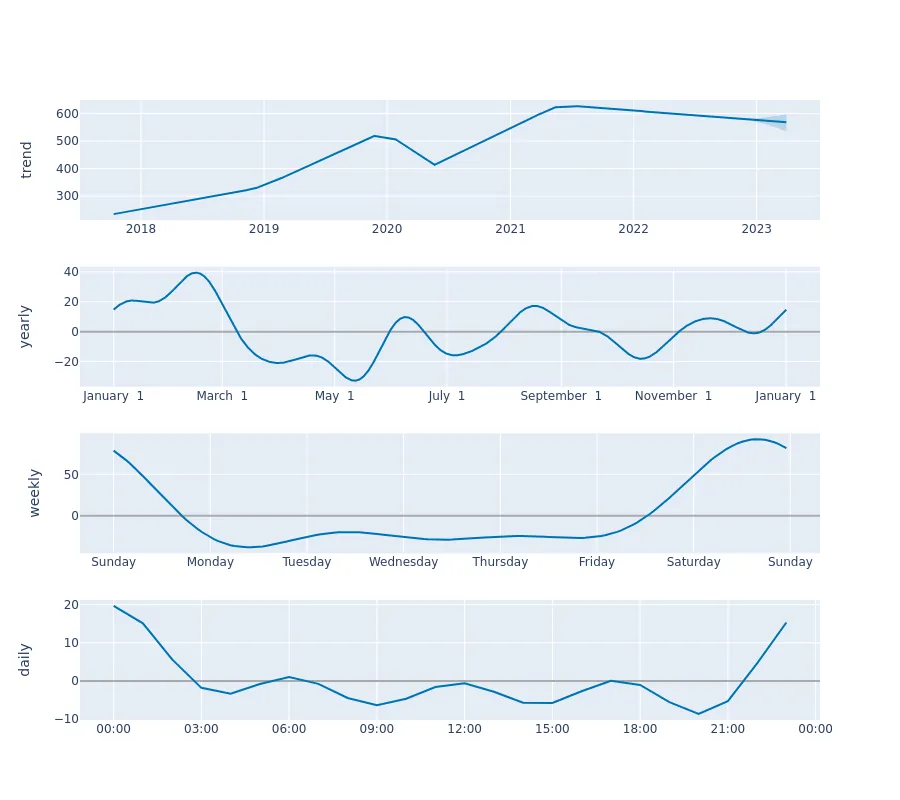 trend
600
500
400
300
2018 2019 2020 2021 2022 2023
yearly
40
20
0
−20
January 1 March 1 May 1 July 1 September 1 November 1 January 1
weekly
50
0
Sunday Monday Tuesday Wednesday Thursday Friday Saturday Sunday
daily
20
10
0
−10
00:00 03:00 06:00 09:00 12:00 15:00 18:00 21:00 00:00